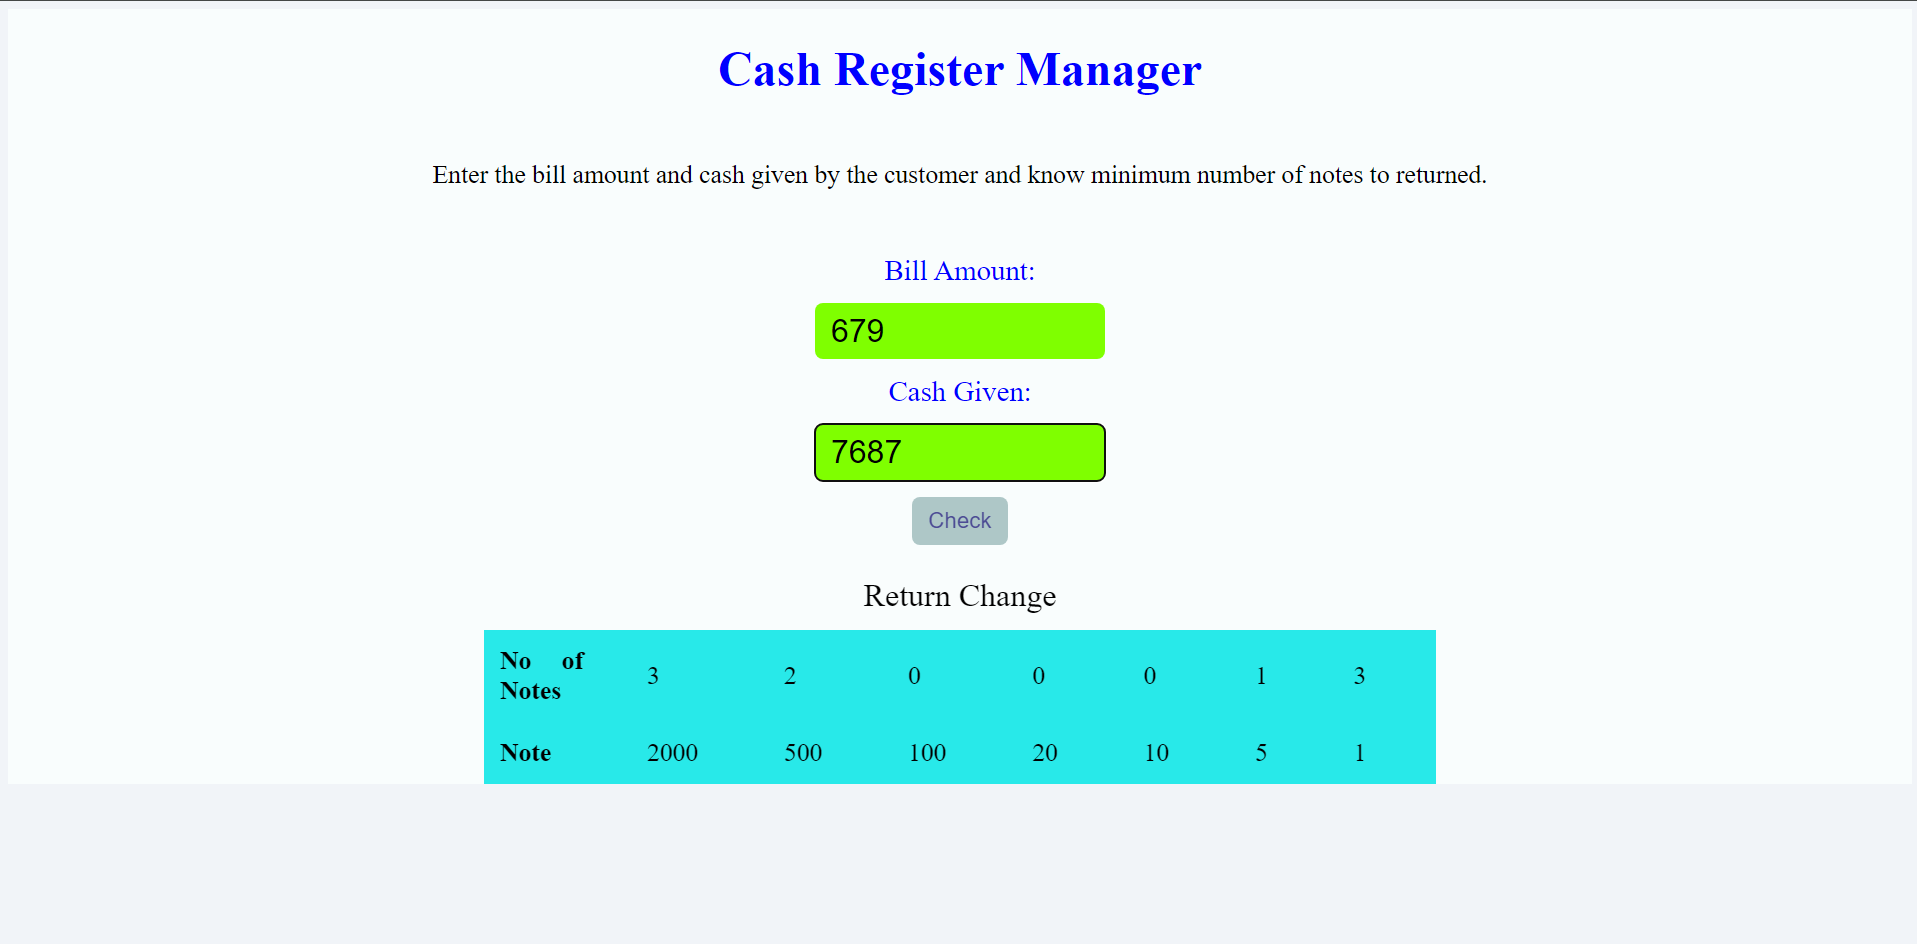 Cash Register Manager
Enter the bill amount and cash given by the customer and know minimum number of notes to returned.
Bill Amount:
679
Cash Given:
7687
Check
Return Change
No of Notes 3 2 0 0 0 1 3
Note 2000 500 100 20 10 5 1